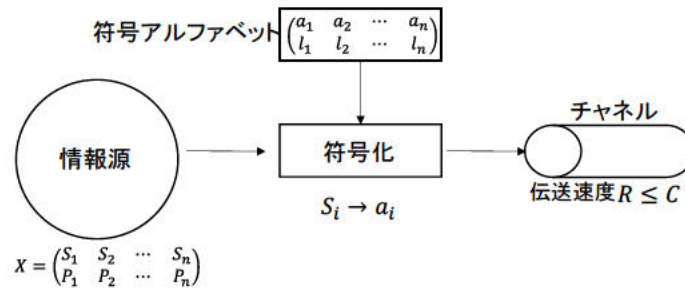 符号アルファベット (a₁ a₂ ⋯ aₙ
l₁ l₂ ⋯ lₙ)
チャネル
情報源
符号化
伝送速度R ≤ C
Sᵢ → aᵢ
X = (S₁ S₂ ⋯ Sₙ
P₁ P₂ ⋯ Pₙ)